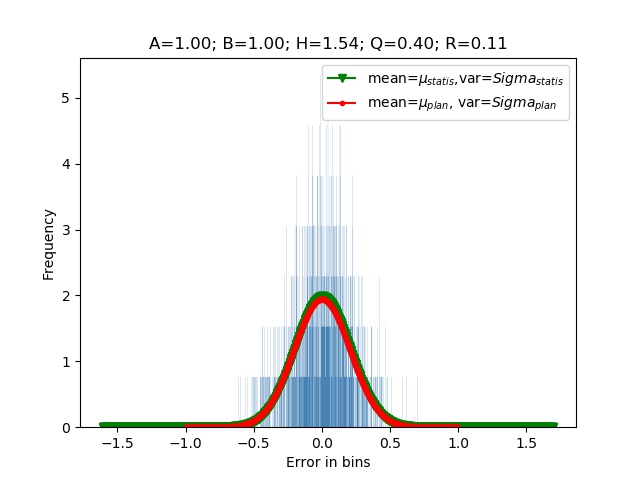 A=1.00; B=1.00; H=1.54; Q=0.40; R=0.11
mean=μstatis,var=Sigmastatis
mean=μplan, var=Sigmaplan
5
4
3
2
1
0
Frequency
−1.5 −1.0 −0.5 0.0 0.5 1.0 1.5
Error in bins